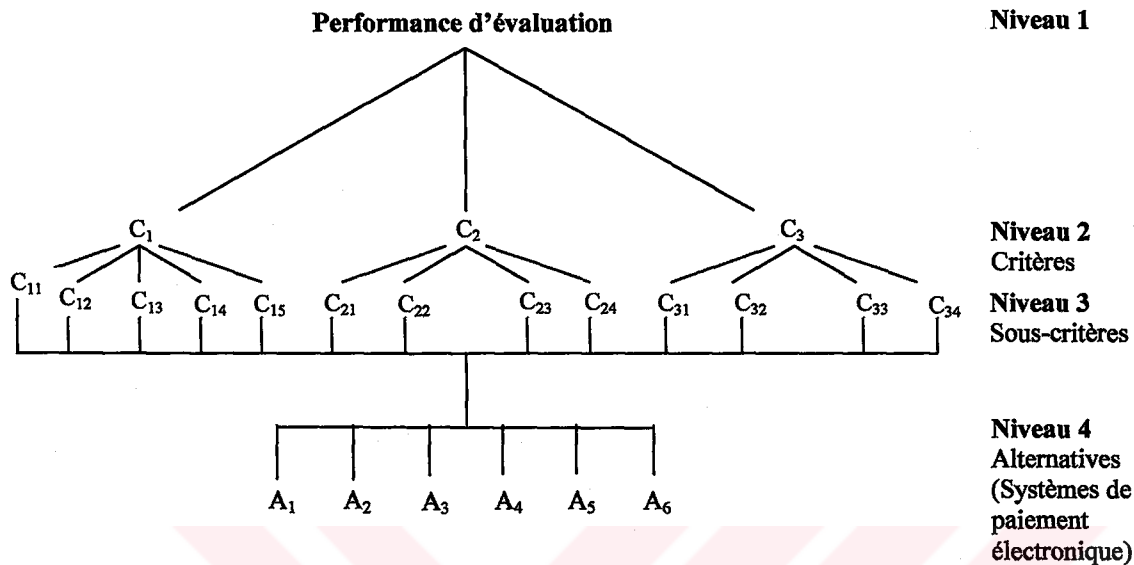 Performance d'évaluation
Niveau 1
C₁ C₂ C₃
Niveau 2
Critères
C₁₁ C₁₂ C₁₃ C₁₄ C₁₅ C₂₁ C₂₂ C₂₃ C₂₄ C₃₁ C₃₂ C₃₃ C₃₄
Niveau 3
Sous-critères
Niveau 4
Alternatives
(Systèmes de
paiement
électronique)
A₁ A₂ A₃ A₄ A₅ A₆